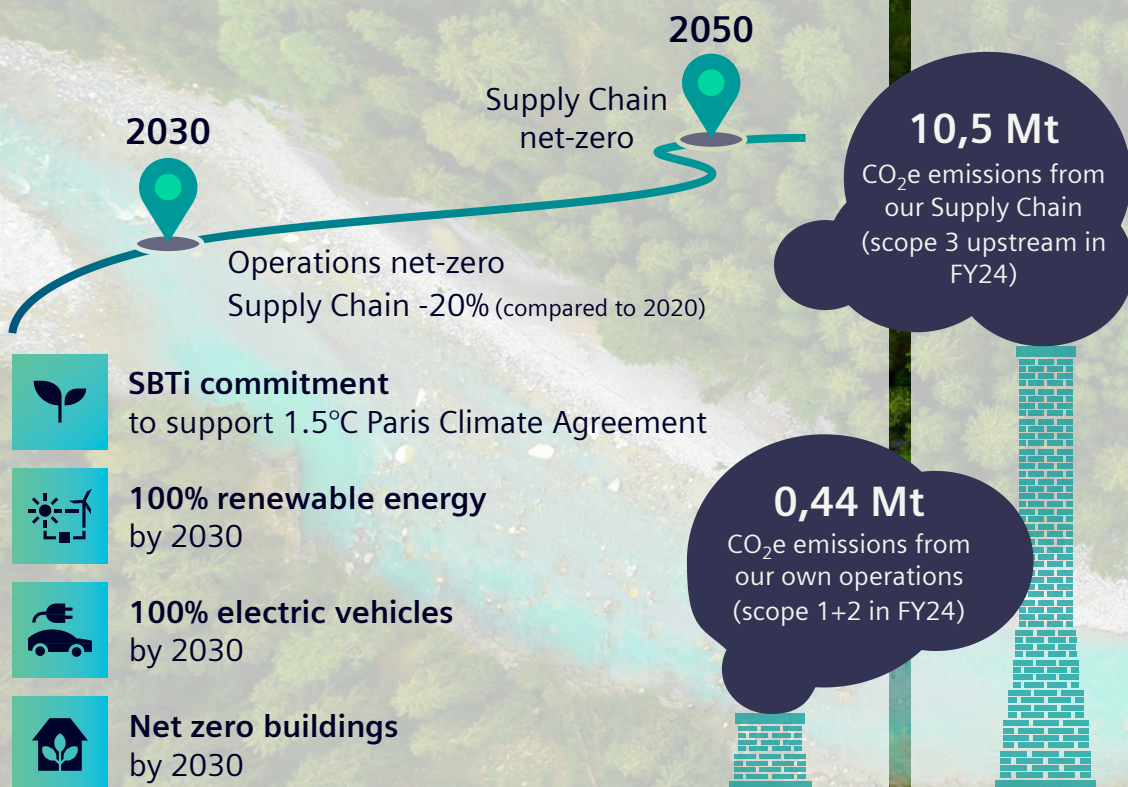 2050
Supply Chain
net-zero
2030
Operations net-zero
Supply Chain -20% (compared to 2020)
10,5 Mt
CO₂e emissions from
our Supply Chain
(scope 3 upstream in
FY24)
SBTi commitment
to support 1.5°C Paris Climate Agreement
100% renewable energy
by 2030
100% electric vehicles
by 2030
Net zero buildings
by 2030
0,44 Mt
CO₂e emissions from
our own operations
(scope 1+2 in FY24)